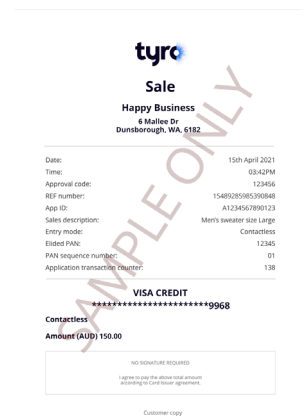 tyro
Sale
Happy Business
6 Mallee Dr
Dunsborough, WA, 6182
Date: 15th April 2021
Time: 03:42PM
Approval code: 123456
REF number: 15489285985390848
App ID: A1234567890123
Sales description: Men's sweater size Large
Entry mode: Contactless
Elided PAN: 12345
PAN sequence number: 01
Application transaction counter: 138
VISA CREDIT
************************9968
Contactless
Amount (AUD) 150.00
NO SIGNATURE REQUIRED
I agree to pay the above total amount
according to Card Issuer agreement.
Customer copy
SAMPLE ONLY